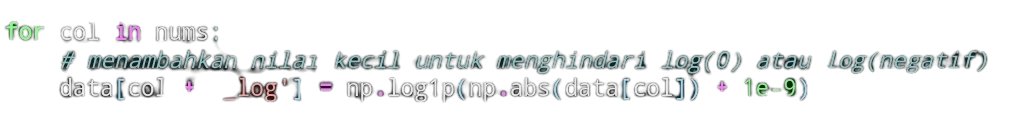 for col in nums:
# menambahkan nilai kecil untuk menghindari log(0) atau log(negatif)
data[col + '_log'] = np.log1p(np.abs(data[col]) + 1e-9)